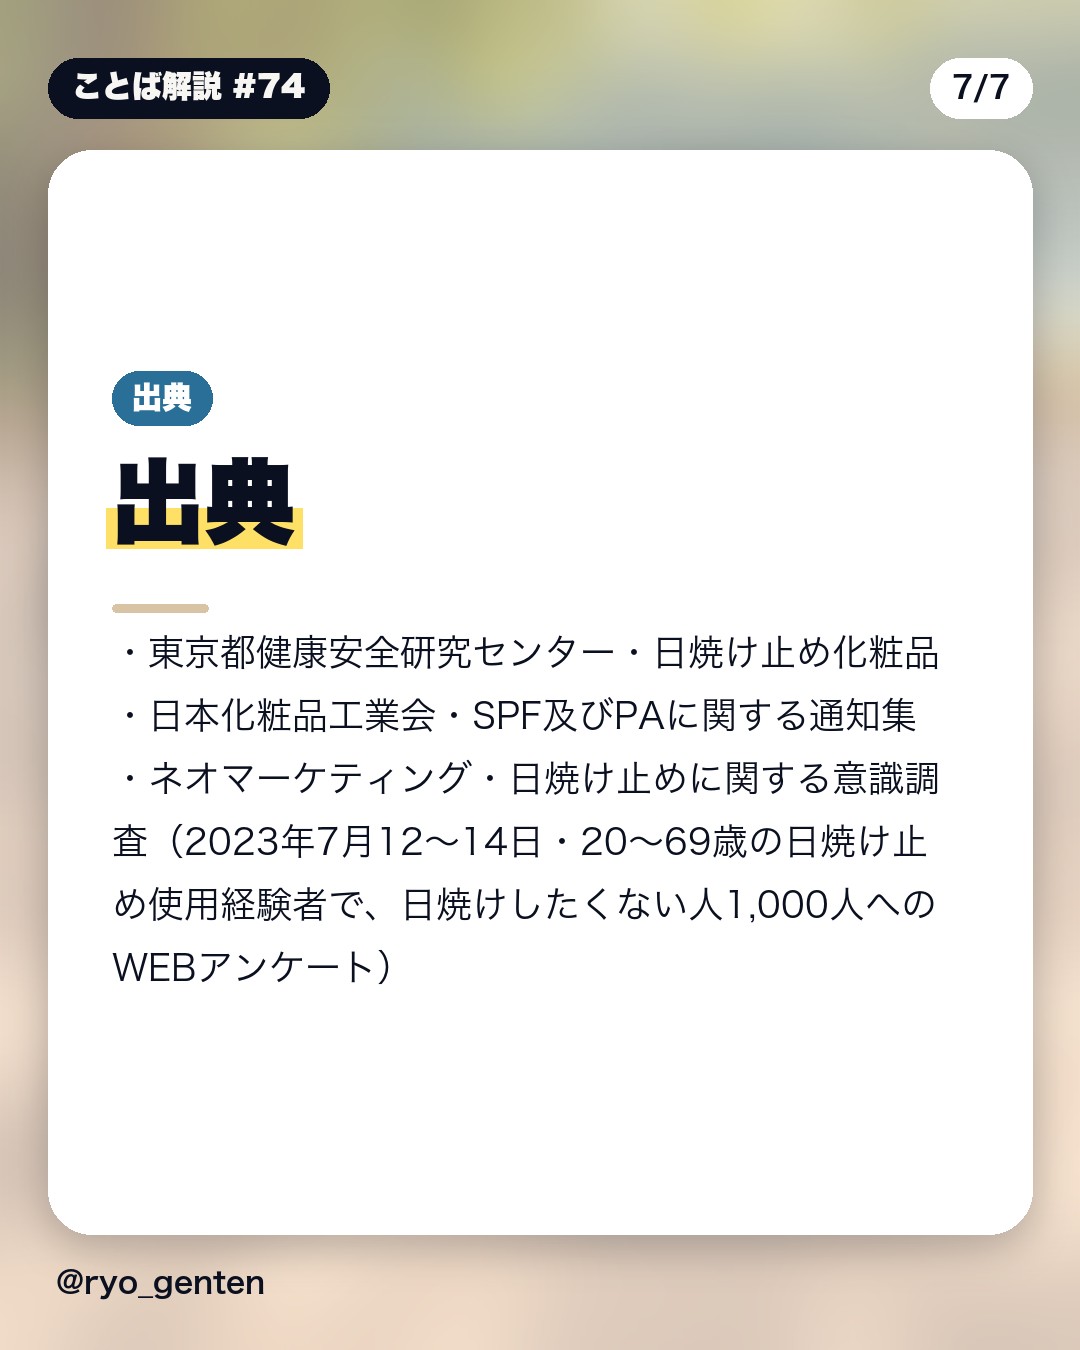 ことば解説 #74
7/7
出典
出典
・東京都健康安全研究センター・日焼け止め化粧品
・日本化粧品工業会・SPF及びPAに関する通知集
・ネオマーケティング・日焼け止めに関する意識調
査（2023年7月12〜14日・20〜69歳の日焼け止
め使用経験者で、日焼けしたくない人1,000人への
WEBアンケート）
@ryo_genten